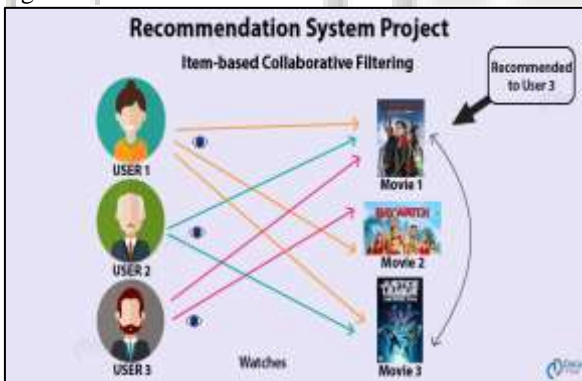 Recommendation System Project
Item-based Collaborative Filtering
Recommended
to User 3
USER 1
Movie 1
BAYWATCH
Movie 2
USER 2
USER 3
Watches
Movie 3